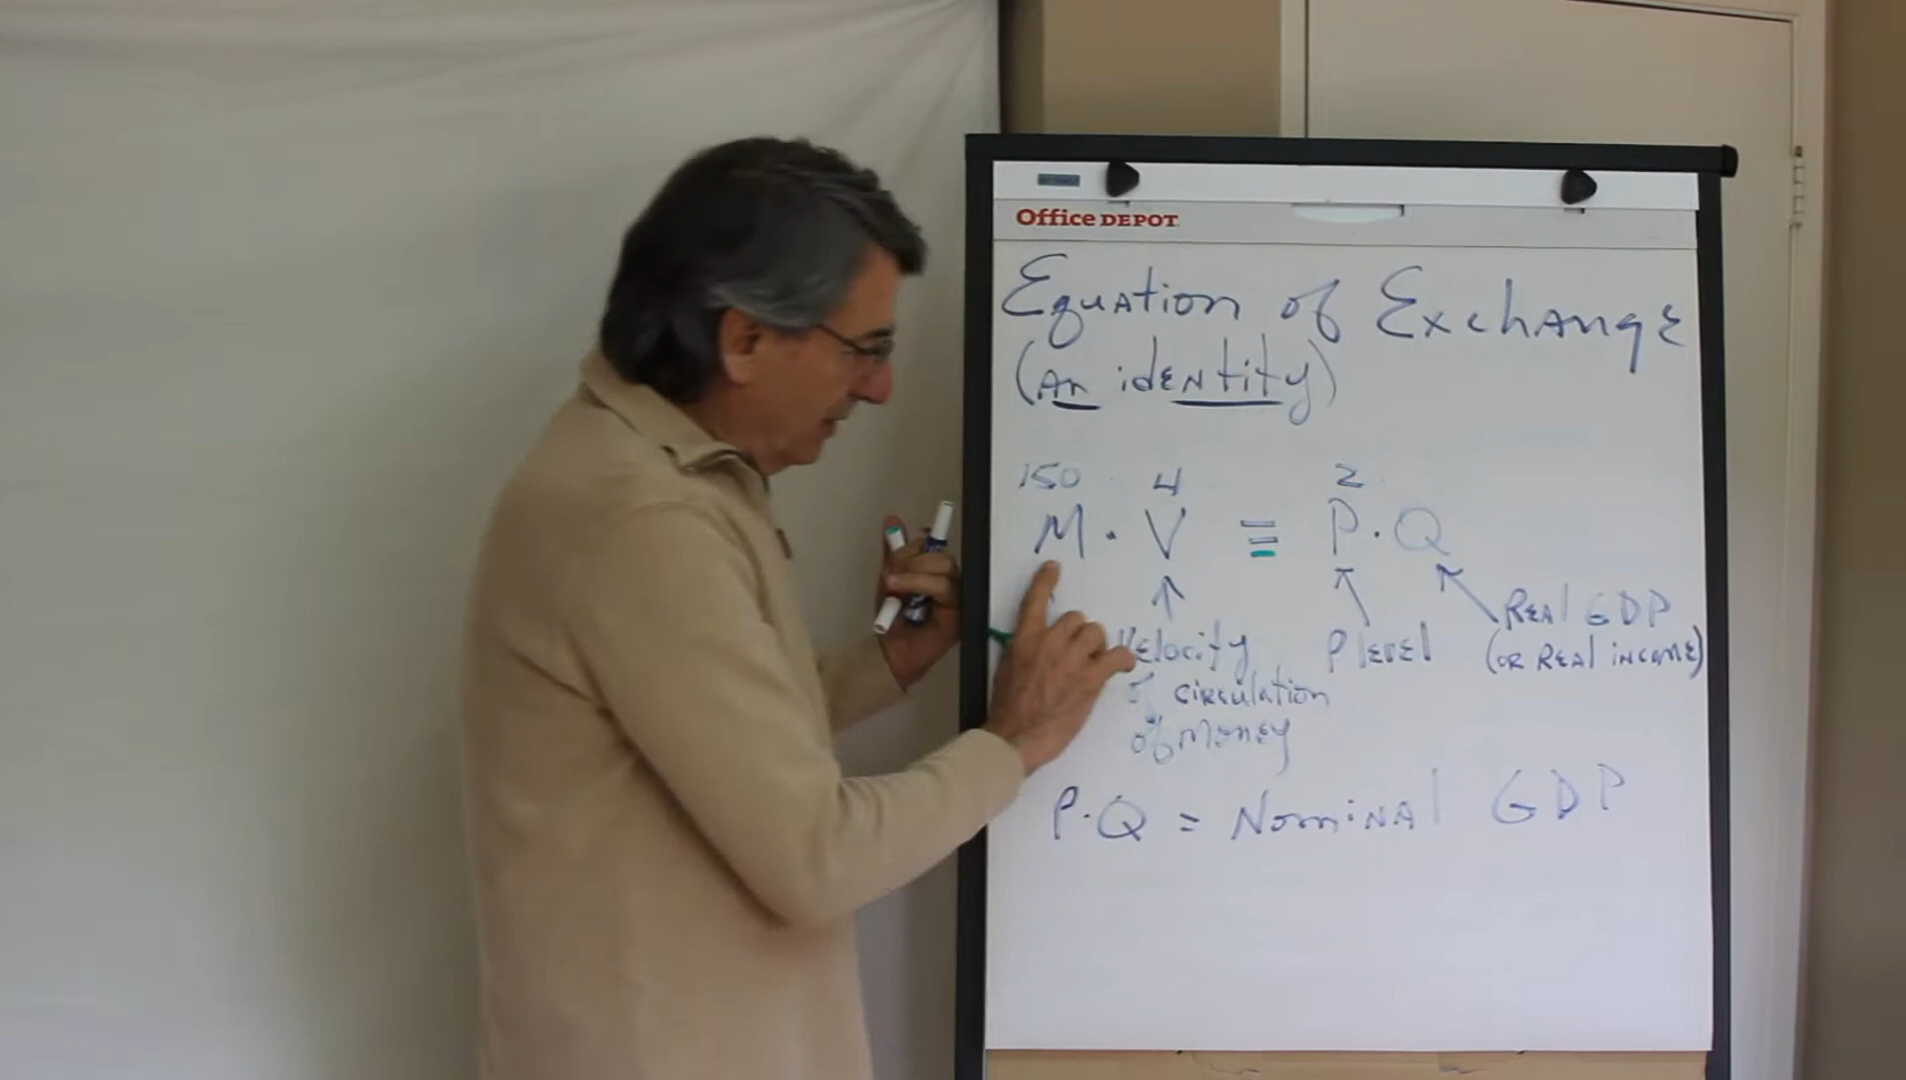 Office DEPOT
Equation of Exchange
(An identity)
150 4 2
M · V ≡ P · Q
Velocity of circulation of Money
P level
Real GDP
(or Real income)
P·Q = Nominal GDP